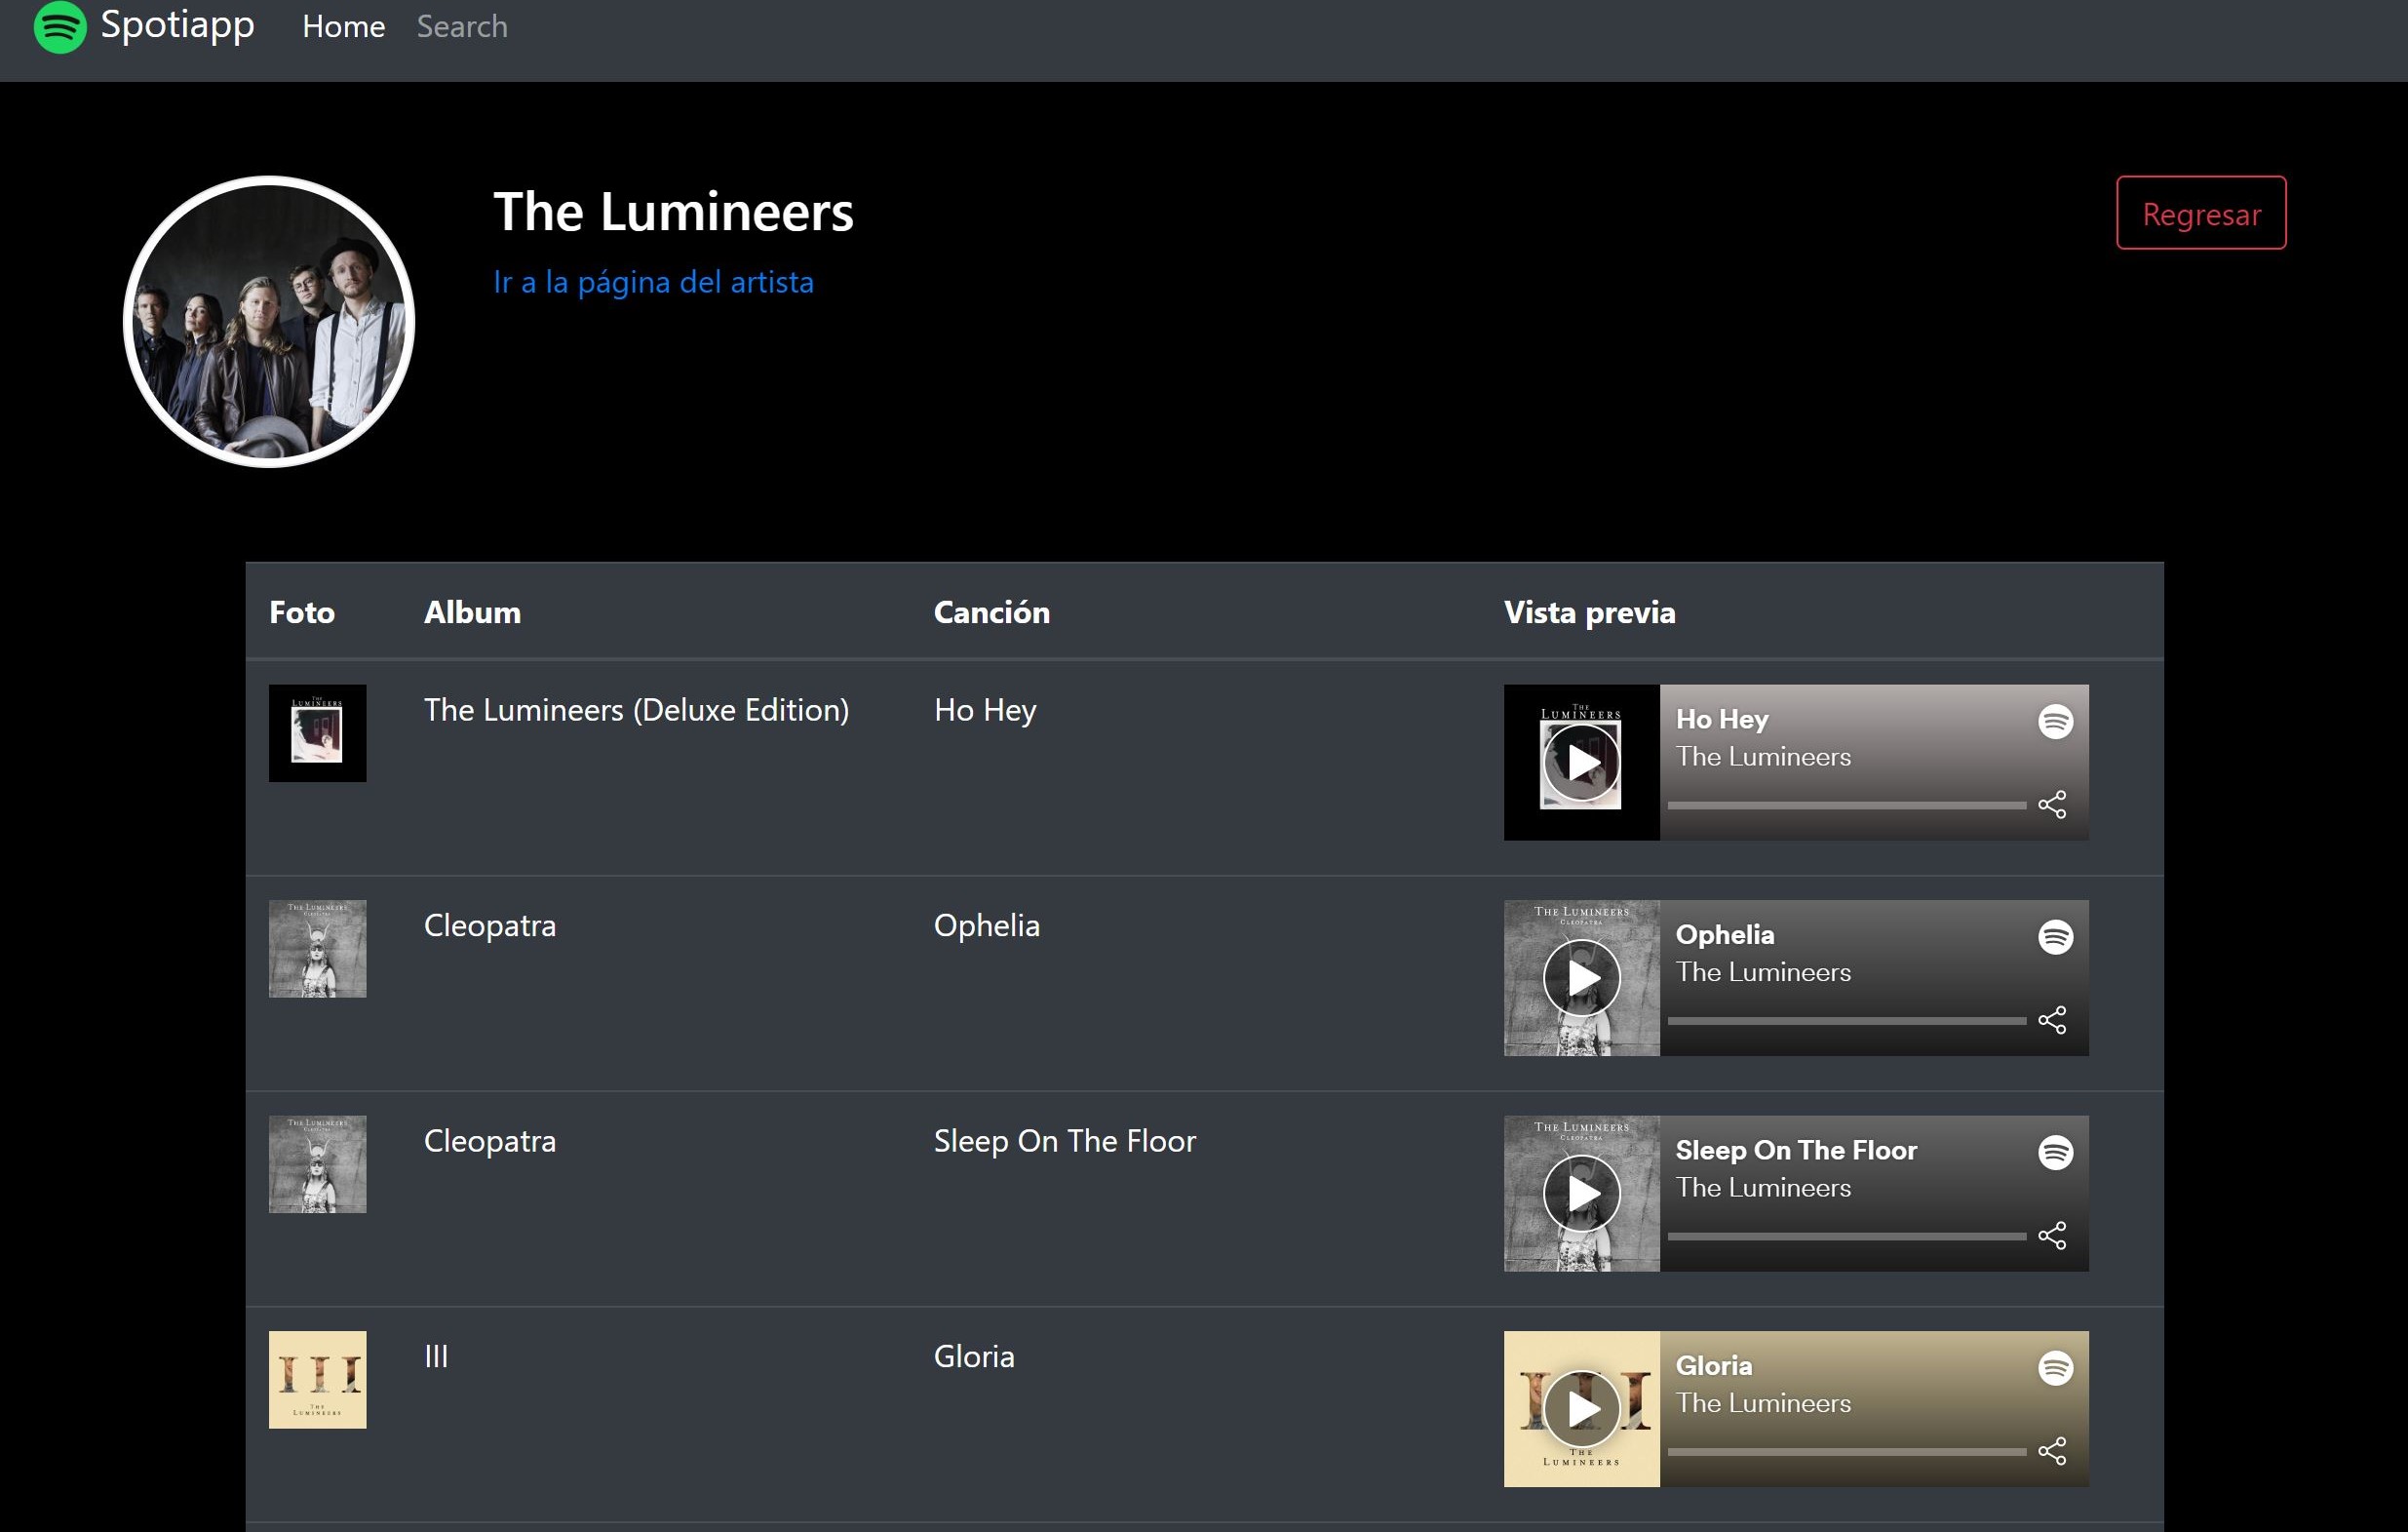 Spotiapp Home Search
The Lumineers
Regresar
Ir a la página del artista
Foto Album Canción Vista previa
THE
LUMINEERS
The Lumineers (Deluxe Edition) Ho Hey
THE
LUMINEERS
Ho Hey
The Lumineers
THE LUMINEERS
CLEOPATRA
Cleopatra Ophelia
THE LUMINEERS
CLEOPATRA
Ophelia
The Lumineers
THE LUMINEERS
CLEOPATRA
Cleopatra Sleep On The Floor
THE LUMINEERS
CLEOPATRA
Sleep On The Floor
The Lumineers
III
THE
LUMINEERS
III Gloria
III
THE
LUMINEERS
Gloria
The Lumineers